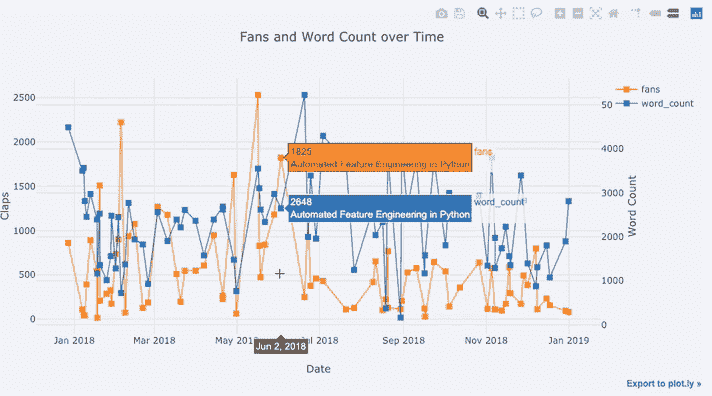 Fans and Word Count over Time
2500
2000
1500
1000
500
0
Claps
50
4000
3000
2000
1000
0
Word Count
fans
word_count
1825
Automated Feature Engineering in Python
fans
2648
Automated Feature Engineering in Python
word_count
Jan 2018
Mar 2018
May 2018
Jul 2018
Sep 2018
Nov 2018
Jan 2019
Jun 2, 2018
Date
Export to plot.ly »